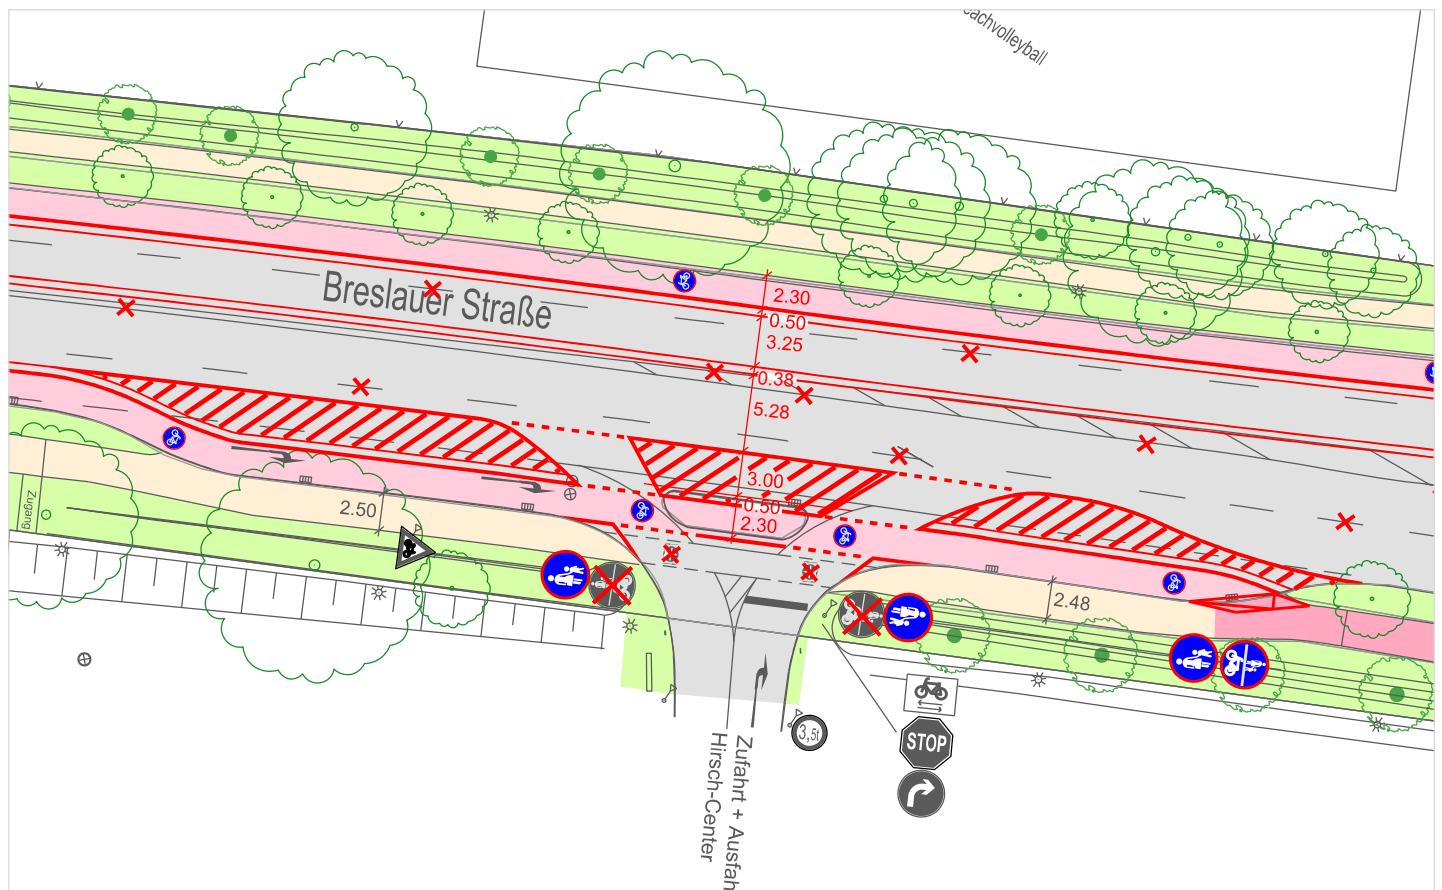 eachvolleyball
Breslauer Straße
2.30
0.50
3.25
0.38
5.28
3.00
0.50
2.30
2.50
2.48
Zugang
STOP
3,5t
Zufahrt + Ausfah
Hirsch-Center